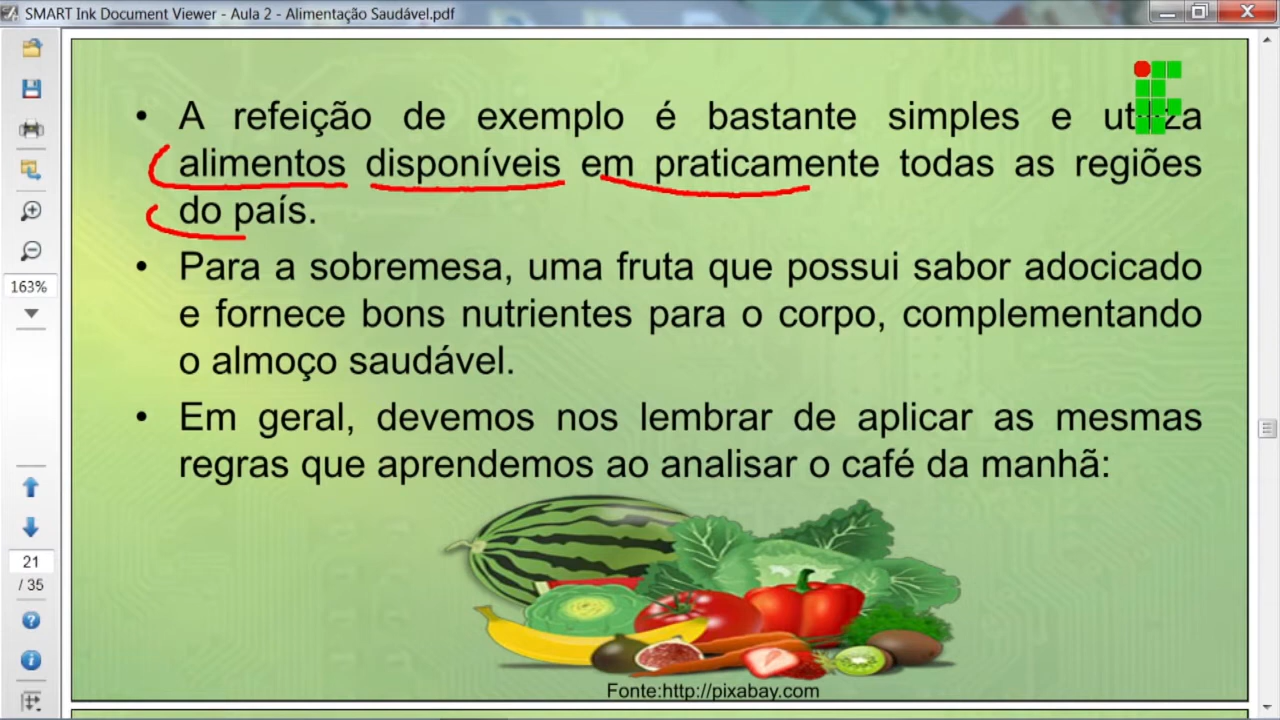 SMART Ink Document Viewer - Aula 2 - Alimentação Saudável.pdf
• A refeição de exemplo é bastante simples e utiliza
alimentos disponíveis em praticamente todas as regiões
do país.
• Para a sobremesa, uma fruta que possui sabor adocicado
e fornece bons nutrientes para o corpo, complementando
o almoço saudável.
• Em geral, devemos nos lembrar de aplicar as mesmas
regras que aprendemos ao analisar o café da manhã:
Fonte:http://pixabay.com
163%
21
/ 35